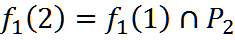 f₁(2) = f₁(1) ∩ P₂